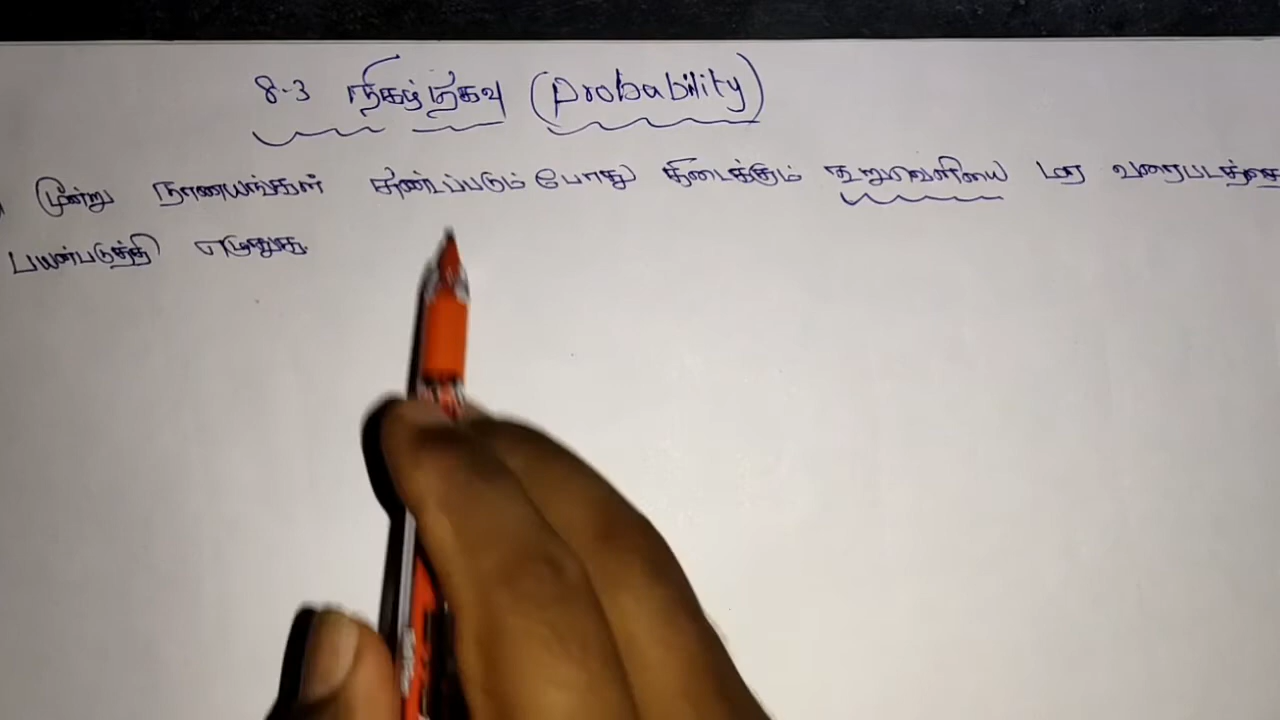 8-3 நிகழ்தகவு (Probability)
மூன்று நாணயங்கள் சுண்டப்படும் போது கிடைக்கும் கூறுவெளியை மர வரைபடத்தை
பயன்படுத்தி எழுதுக.